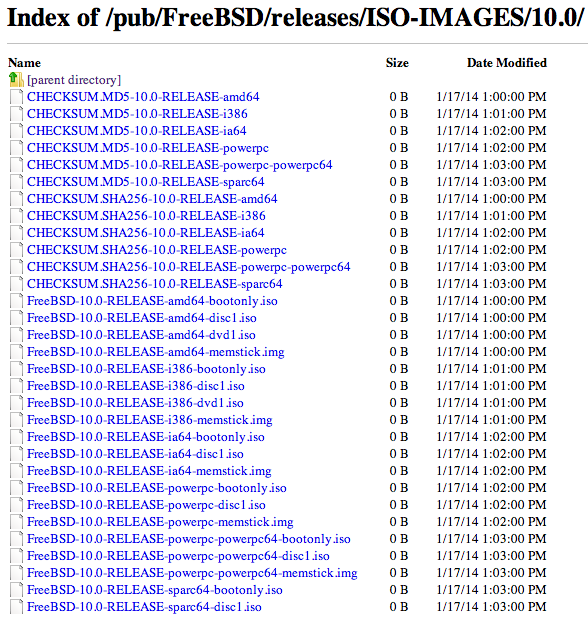 Index of /pub/FreeBSD/releases/ISO-IMAGES/10.0/
Name Size Date Modified
[parent directory]
CHECKSUM.MD5-10.0-RELEASE-amd64 0 B 1/17/14 1:00:00 PM
CHECKSUM.MD5-10.0-RELEASE-i386 0 B 1/17/14 1:01:00 PM
CHECKSUM.MD5-10.0-RELEASE-ia64 0 B 1/17/14 1:02:00 PM
CHECKSUM.MD5-10.0-RELEASE-powerpc 0 B 1/17/14 1:02:00 PM
CHECKSUM.MD5-10.0-RELEASE-powerpc-powerpc64 0 B 1/17/14 1:03:00 PM
CHECKSUM.MD5-10.0-RELEASE-sparc64 0 B 1/17/14 1:03:00 PM
CHECKSUM.SHA256-10.0-RELEASE-amd64 0 B 1/17/14 1:00:00 PM
CHECKSUM.SHA256-10.0-RELEASE-i386 0 B 1/17/14 1:01:00 PM
CHECKSUM.SHA256-10.0-RELEASE-ia64 0 B 1/17/14 1:02:00 PM
CHECKSUM.SHA256-10.0-RELEASE-powerpc 0 B 1/17/14 1:02:00 PM
CHECKSUM.SHA256-10.0-RELEASE-powerpc-powerpc64 0 B 1/17/14 1:03:00 PM
CHECKSUM.SHA256-10.0-RELEASE-sparc64 0 B 1/17/14 1:03:00 PM
FreeBSD-10.0-RELEASE-amd64-bootonly.iso 0 B 1/17/14 1:00:00 PM
FreeBSD-10.0-RELEASE-amd64-disc1.iso 0 B 1/17/14 1:00:00 PM
FreeBSD-10.0-RELEASE-amd64-dvd1.iso 0 B 1/17/14 1:00:00 PM
FreeBSD-10.0-RELEASE-amd64-memstick.img 0 B 1/17/14 1:00:00 PM
FreeBSD-10.0-RELEASE-i386-bootonly.iso 0 B 1/17/14 1:01:00 PM
FreeBSD-10.0-RELEASE-i386-disc1.iso 0 B 1/17/14 1:01:00 PM
FreeBSD-10.0-RELEASE-i386-dvd1.iso 0 B 1/17/14 1:01:00 PM
FreeBSD-10.0-RELEASE-i386-memstick.img 0 B 1/17/14 1:01:00 PM
FreeBSD-10.0-RELEASE-ia64-bootonly.iso 0 B 1/17/14 1:02:00 PM
FreeBSD-10.0-RELEASE-ia64-disc1.iso 0 B 1/17/14 1:02:00 PM
FreeBSD-10.0-RELEASE-ia64-memstick.img 0 B 1/17/14 1:02:00 PM
FreeBSD-10.0-RELEASE-powerpc-bootonly.iso 0 B 1/17/14 1:02:00 PM
FreeBSD-10.0-RELEASE-powerpc-disc1.iso 0 B 1/17/14 1:02:00 PM
FreeBSD-10.0-RELEASE-powerpc-memstick.img 0 B 1/17/14 1:02:00 PM
FreeBSD-10.0-RELEASE-powerpc-powerpc64-bootonly.iso 0 B 1/17/14 1:03:00 PM
FreeBSD-10.0-RELEASE-powerpc-powerpc64-disc1.iso 0 B 1/17/14 1:03:00 PM
FreeBSD-10.0-RELEASE-powerpc-powerpc64-memstick.img 0 B 1/17/14 1:03:00 PM
FreeBSD-10.0-RELEASE-sparc64-bootonly.iso 0 B 1/17/14 1:03:00 PM
FreeBSD-10.0-RELEASE-sparc64-disc1.iso 0 B 1/17/14 1:03:00 PM